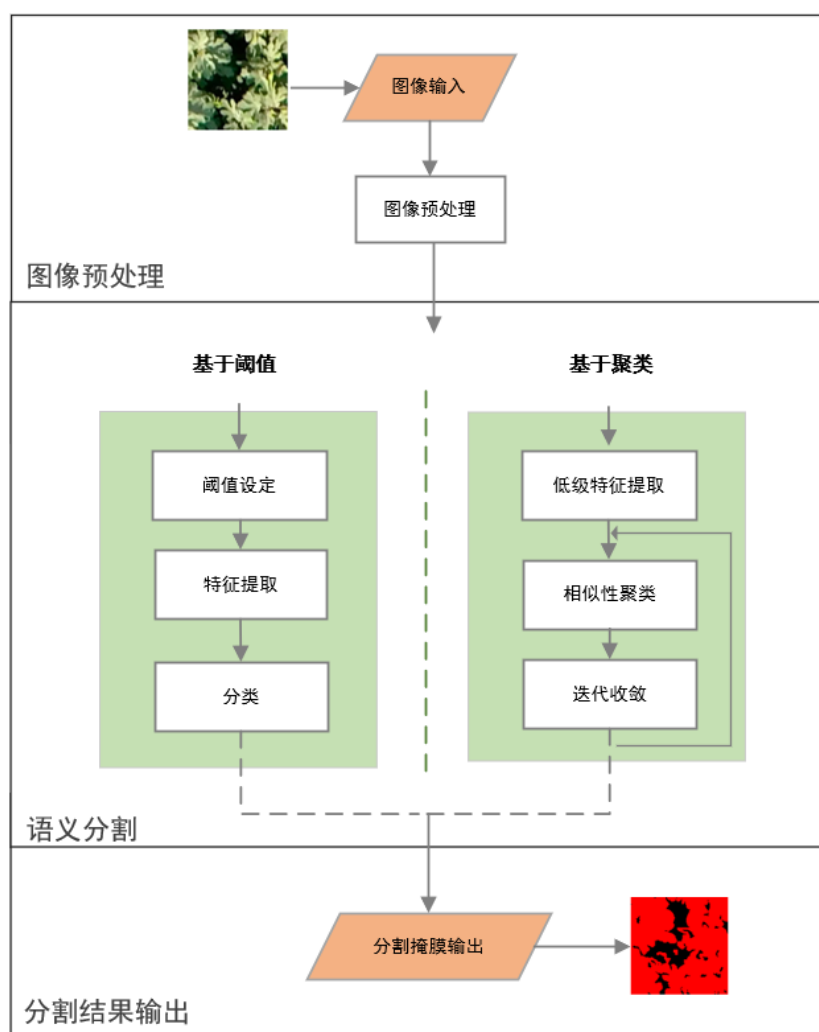 图像输入
图像预处理
图像预处理
基于阈值
基于聚类
阈值设定
低级特征提取
特征提取
相似性聚类
分类
迭代收敛
语义分割
分割掩膜输出
分割结果输出